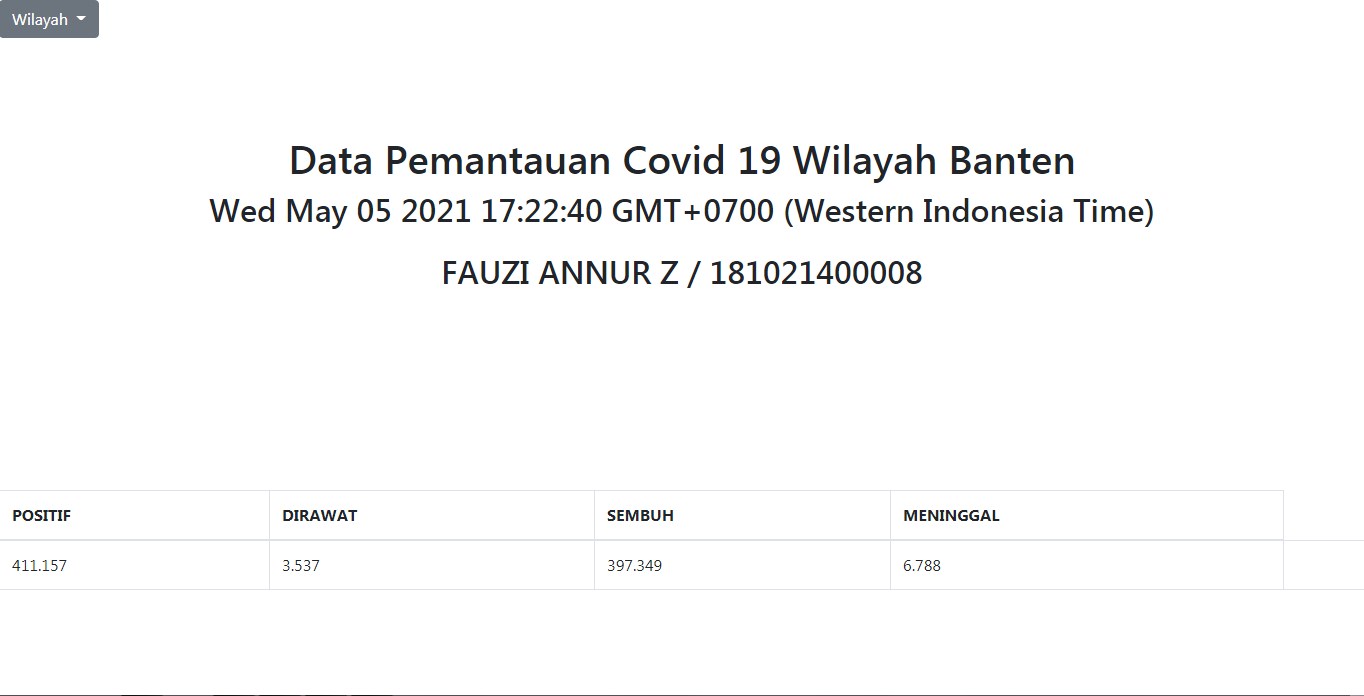 Wilayah
Data Pemantauan Covid 19 Wilayah Banten
Wed May 05 2021 17:22:40 GMT+0700 (Western Indonesia Time)
FAUZI ANNUR Z / 181021400008
POSITIF DIRAWAT SEMBUH MENINGGAL
411.157 3.537 397.349 6.788